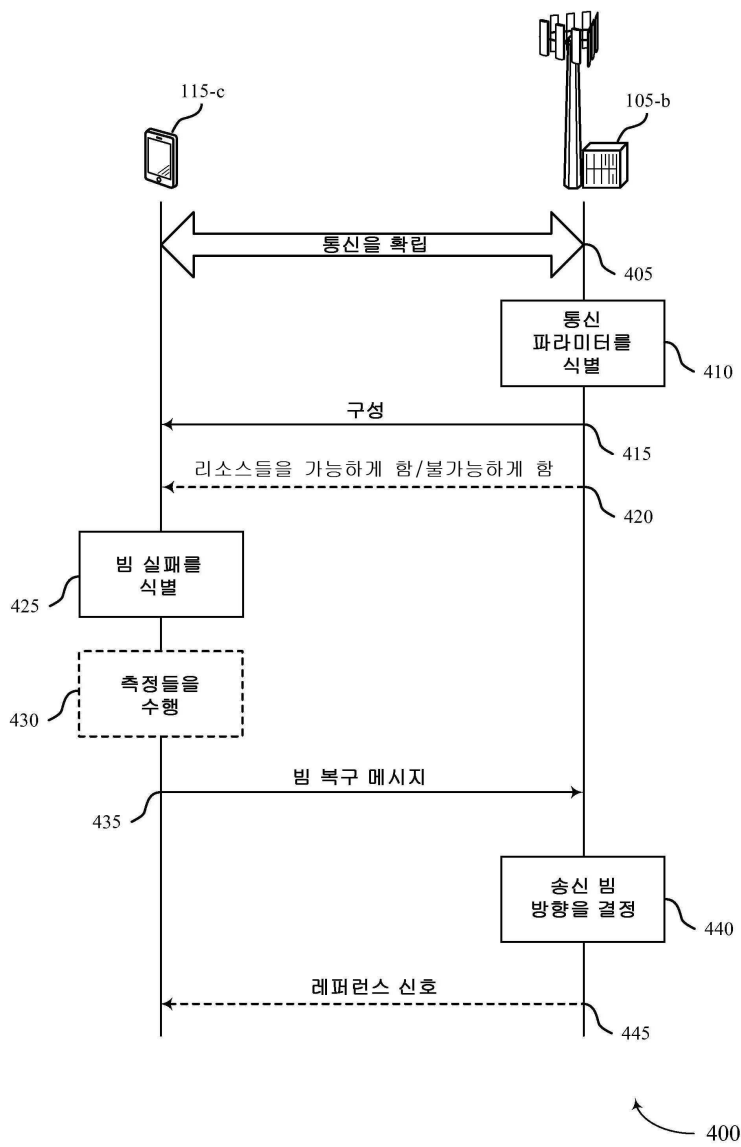 115-c
105-b
통신을 확립
405
통신
파라미터를
식별
410
구성
415
리소스들을 가능하게 함/불가능하게 함
420
빔 실패를
식별
425
측정들을
수행
430
빔 복구 메시지
435
송신 빔
방향을 결정
440
레퍼런스 신호
445
400